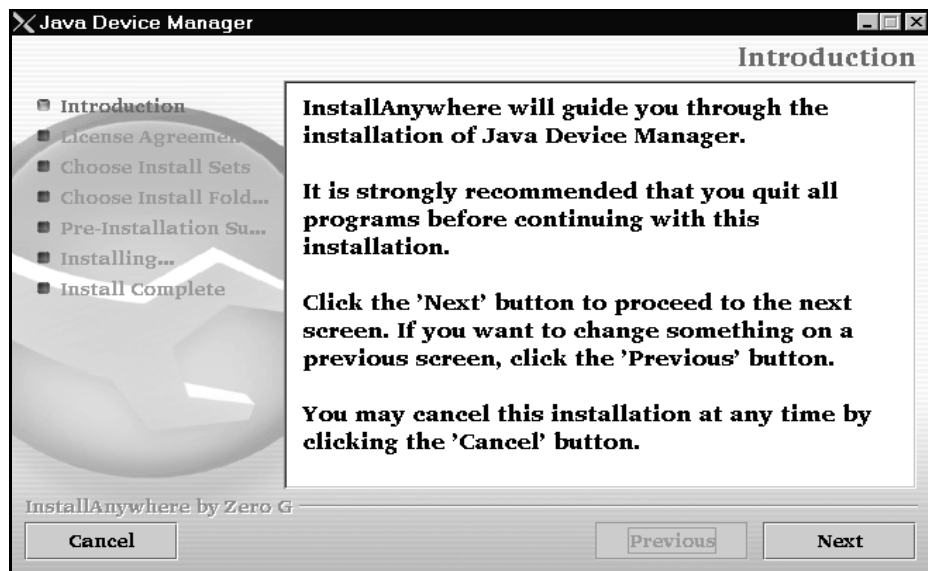 Java Device Manager
Introduction
Introduction
License Agreemen
Choose Install Sets
Choose Install Fold...
Pre-Installation Su...
Installing...
Install Complete
InstallAnywhere will guide you through the
installation of Java Device Manager.
It is strongly recommended that you quit all
programs before continuing with this
installation.
Click the 'Next' button to proceed to the next
screen. If you want to change something on a
previous screen, click the 'Previous' button.
You may cancel this installation at any time by
clicking the 'Cancel' button.
InstallAnywhere by Zero G
Cancel
Previous
Next